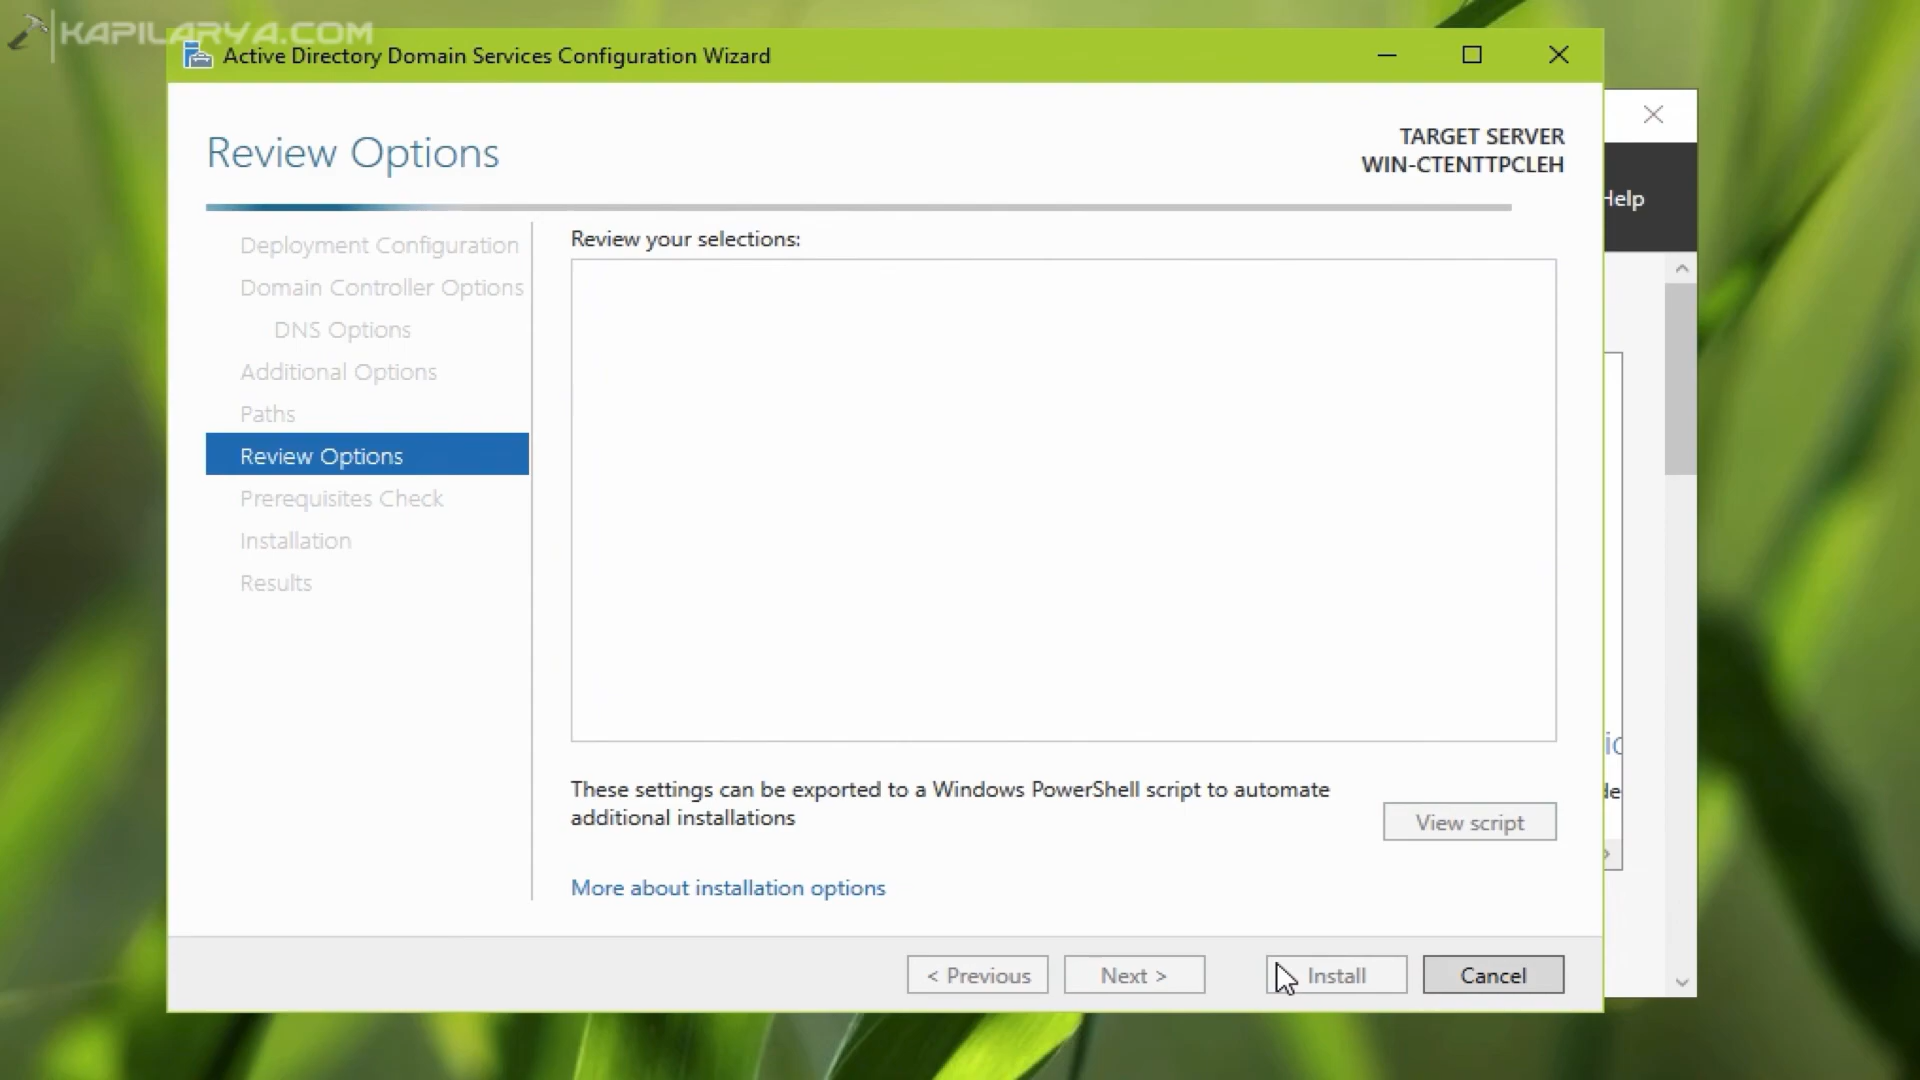 KAPILARYA.COM
Active Directory Domain Services Configuration Wizard
Review Options
TARGET SERVER
WIN-CTENTTPCLEH
Help
Deployment Configuration
Domain Controller Options
DNS Options
Additional Options
Paths
Review Options
Prerequisites Check
Installation
Results
Review your selections:
These settings can be exported to a Windows PowerShell script to automate
additional installations
View script
More about installation options
< Previous
Next >
Install
Cancel